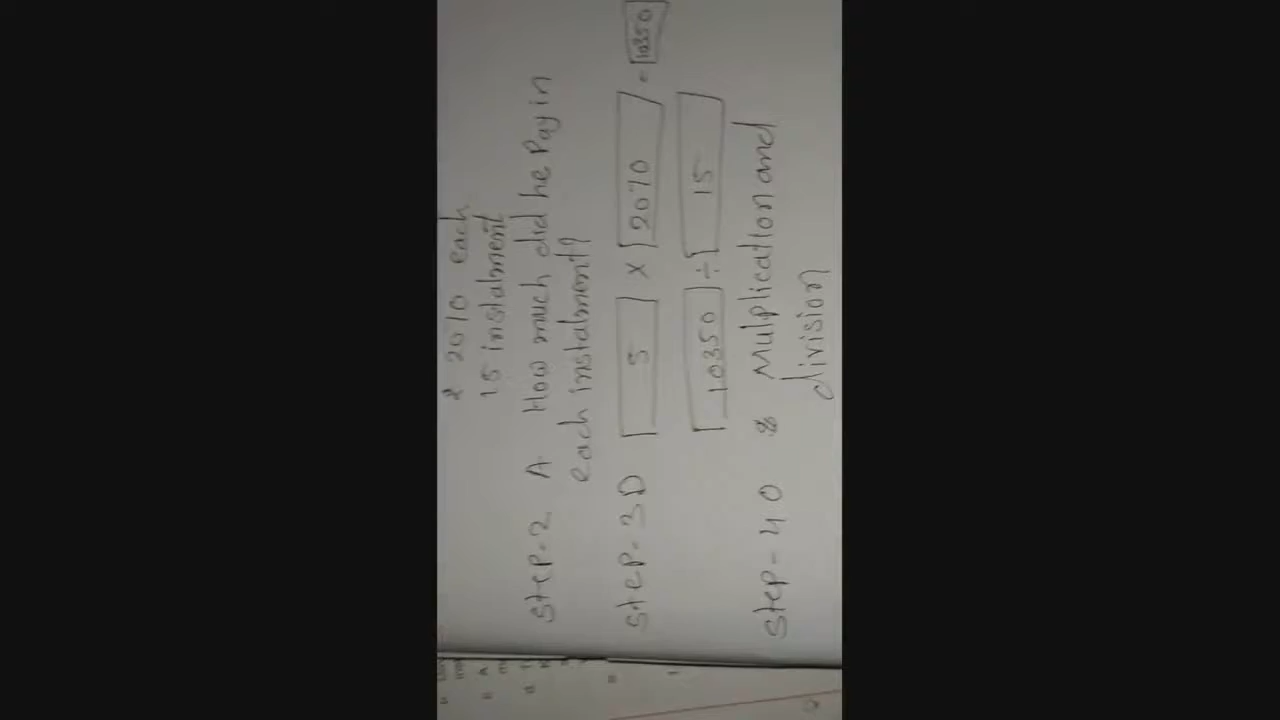 ₹ 2070 each
15 instalment
Step-2 A How much did he Pay in
each instalment?
Step-3 D 5 × 2070 = 10350
10350 ÷ 15
Step-4 O : Mulplication and
division